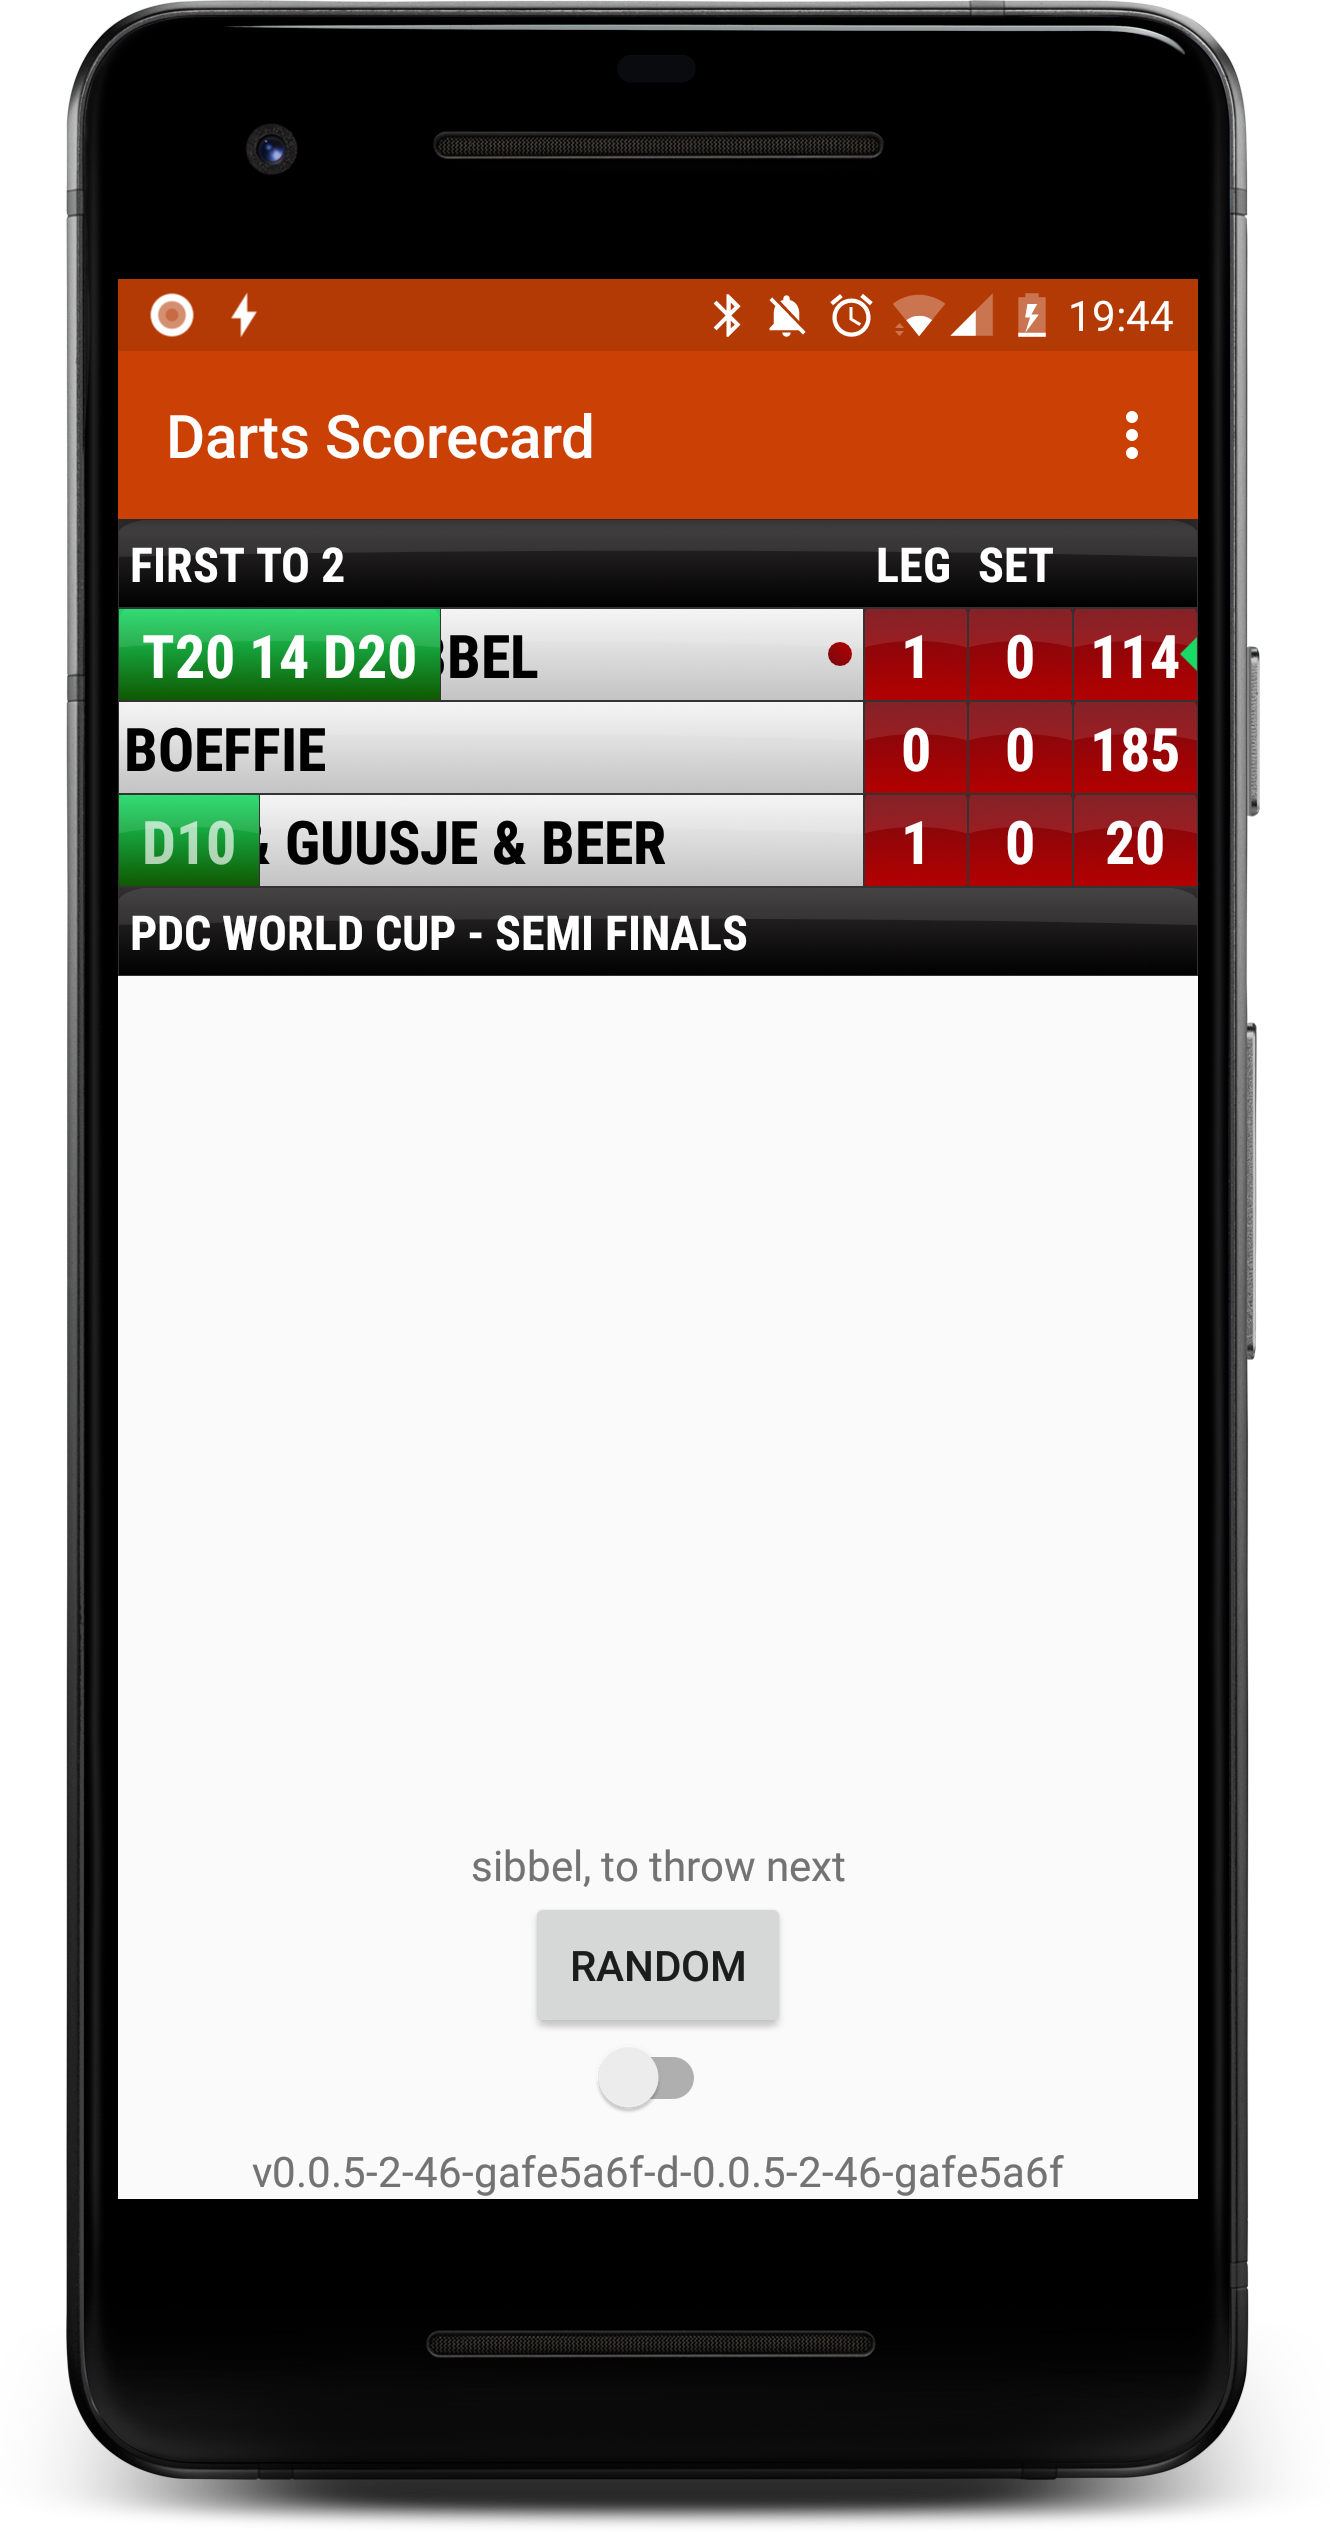 19:44
Darts Scorecard
FIRST TO 2 LEG SET
T20 14 D20 BBEL 1 0 114
BOEFFIE 0 0 185
D10 & GUUSJE & BEER 1 0 20
PDC WORLD CUP - SEMI FINALS
sibbel, to throw next
RANDOM
v0.0.5-2-46-gafe5a6f-d-0.0.5-2-46-gafe5a6f